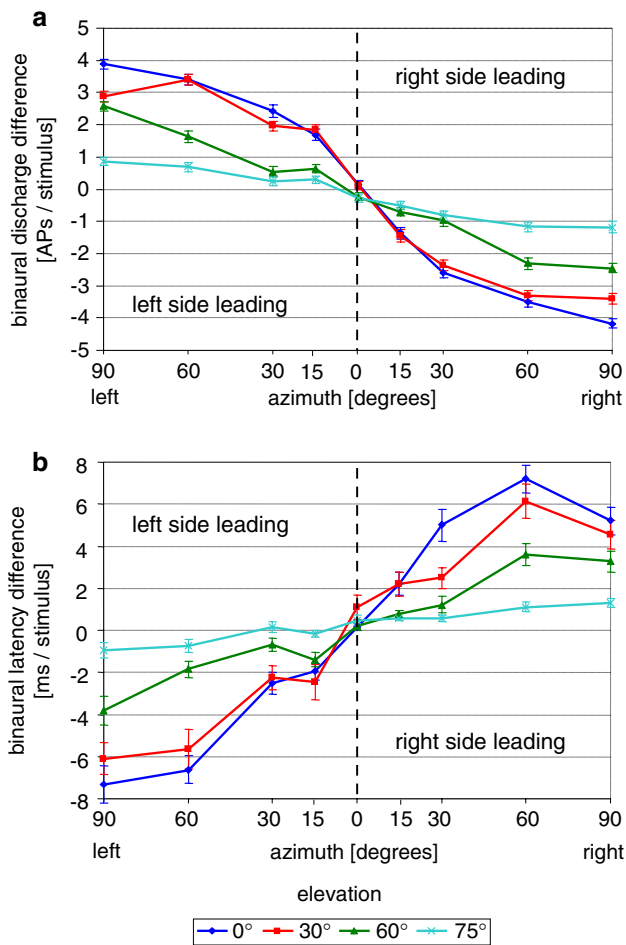 a
5
4
3
2
1
0
-1
-2
-3
-4
-5
binaural discharge difference
[APs / stimulus]
right side leading
left side leading
90 60 30 15 0 15 30 60 90
left azimuth [degrees] right
b
8
6
4
2
0
-2
-4
-6
-8
binaural latency difference
[ms / stimulus]
left side leading
right side leading
90 60 30 15 0 15 30 60 90
left azimuth [degrees] right
elevation
0° 30° 60° 75°